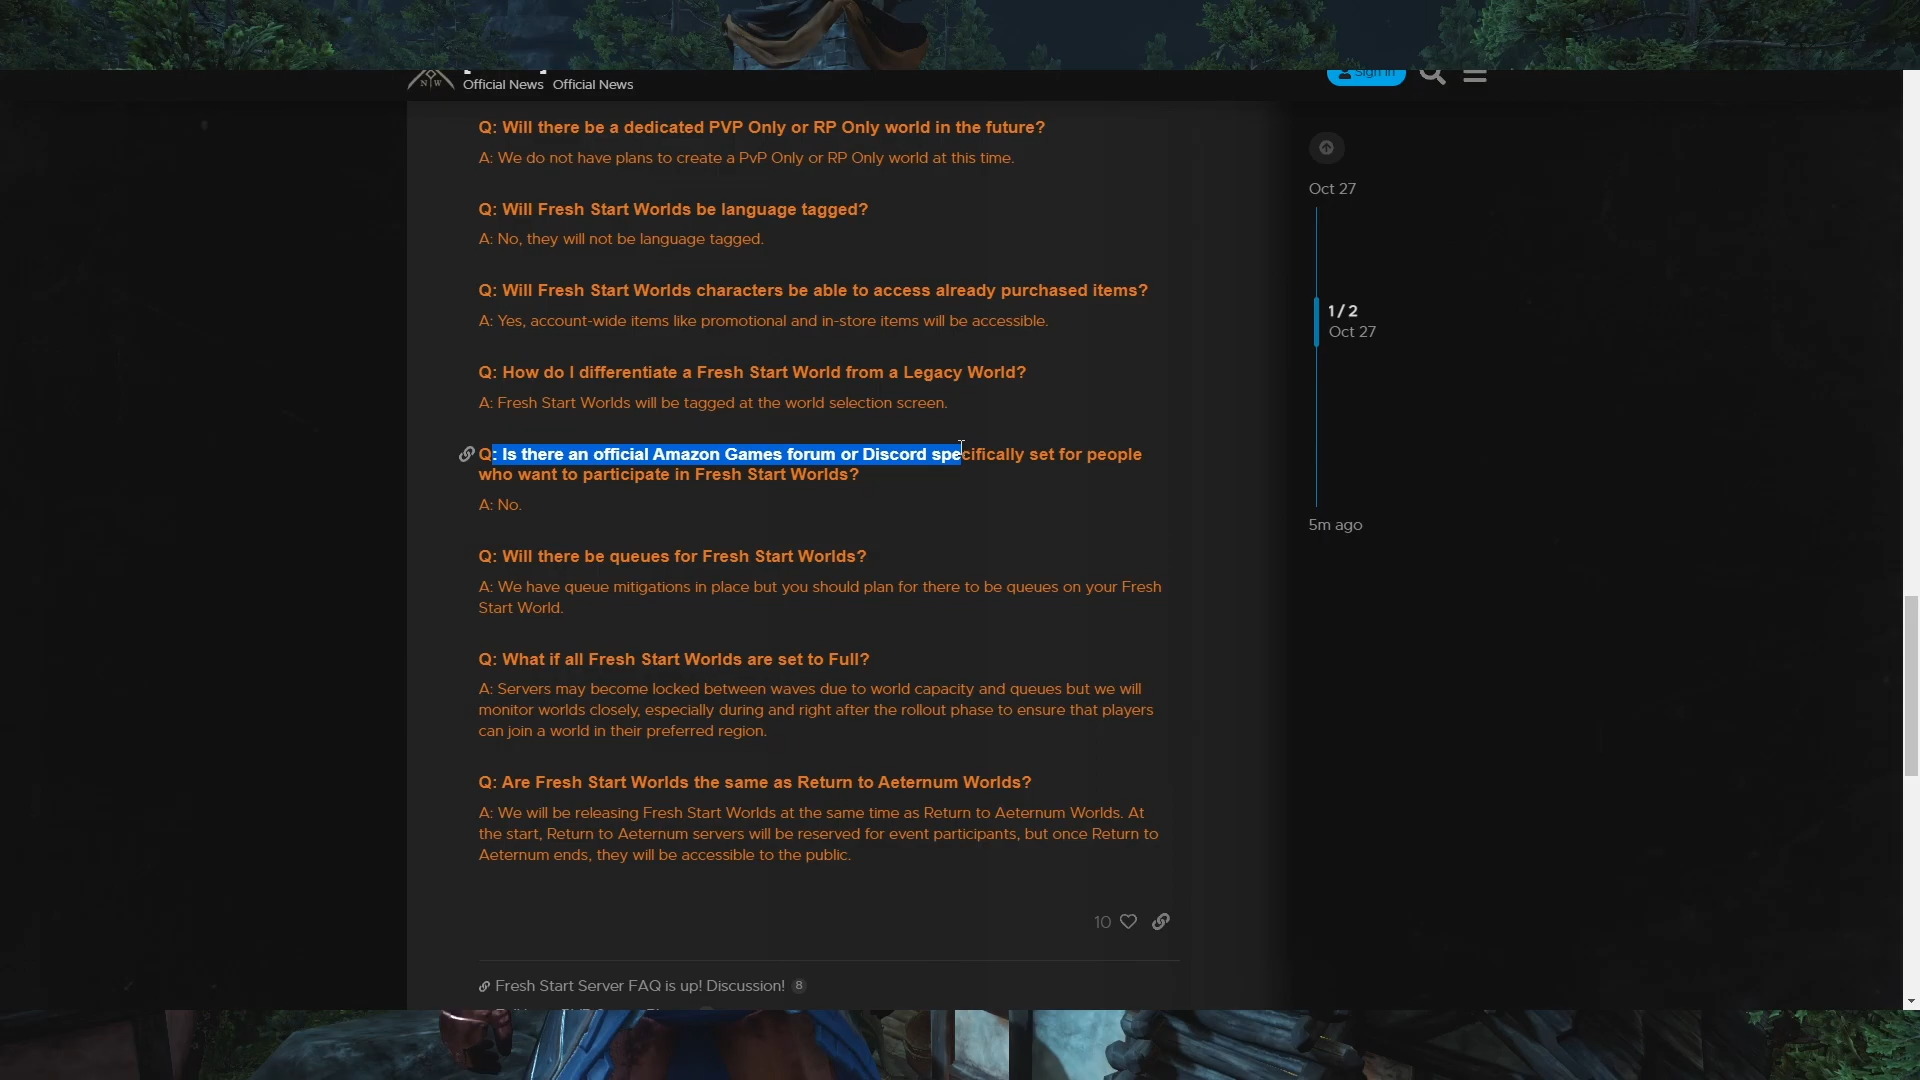 N W
Official News Official News
Sign In
Q: Will there be a dedicated PVP Only or RP Only world in the future?
A: We do not have plans to create a PvP Only or RP Only world at this time.
Q: Will Fresh Start Worlds be language tagged?
A: No, they will not be language tagged.
Q: Will Fresh Start Worlds characters be able to access already purchased items?
A: Yes, account-wide items like promotional and in-store items will be accessible.
Q: How do I differentiate a Fresh Start World from a Legacy World?
A: Fresh Start Worlds will be tagged at the world selection screen.
Q: Is there an official Amazon Games forum or Discord specifically set for people
who want to participate in Fresh Start Worlds?
A: No.
Q: Will there be queues for Fresh Start Worlds?
A: We have queue mitigations in place but you should plan for there to be queues on your Fresh
Start World.
Q: What if all Fresh Start Worlds are set to Full?
A: Servers may become locked between waves due to world capacity and queues but we will
monitor worlds closely, especially during and right after the rollout phase to ensure that players
can join a world in their preferred region.
Q: Are Fresh Start Worlds the same as Return to Aeternum Worlds?
A: We will be releasing Fresh Start Worlds at the same time as Return to Aeternum Worlds. At
the start, Return to Aeternum servers will be reserved for event participants, but once Return to
Aeternum ends, they will be accessible to the public.
10
Fresh Start Server FAQ is up! Discussion! 8
Oct 27
1 / 2
Oct 27
5m ago